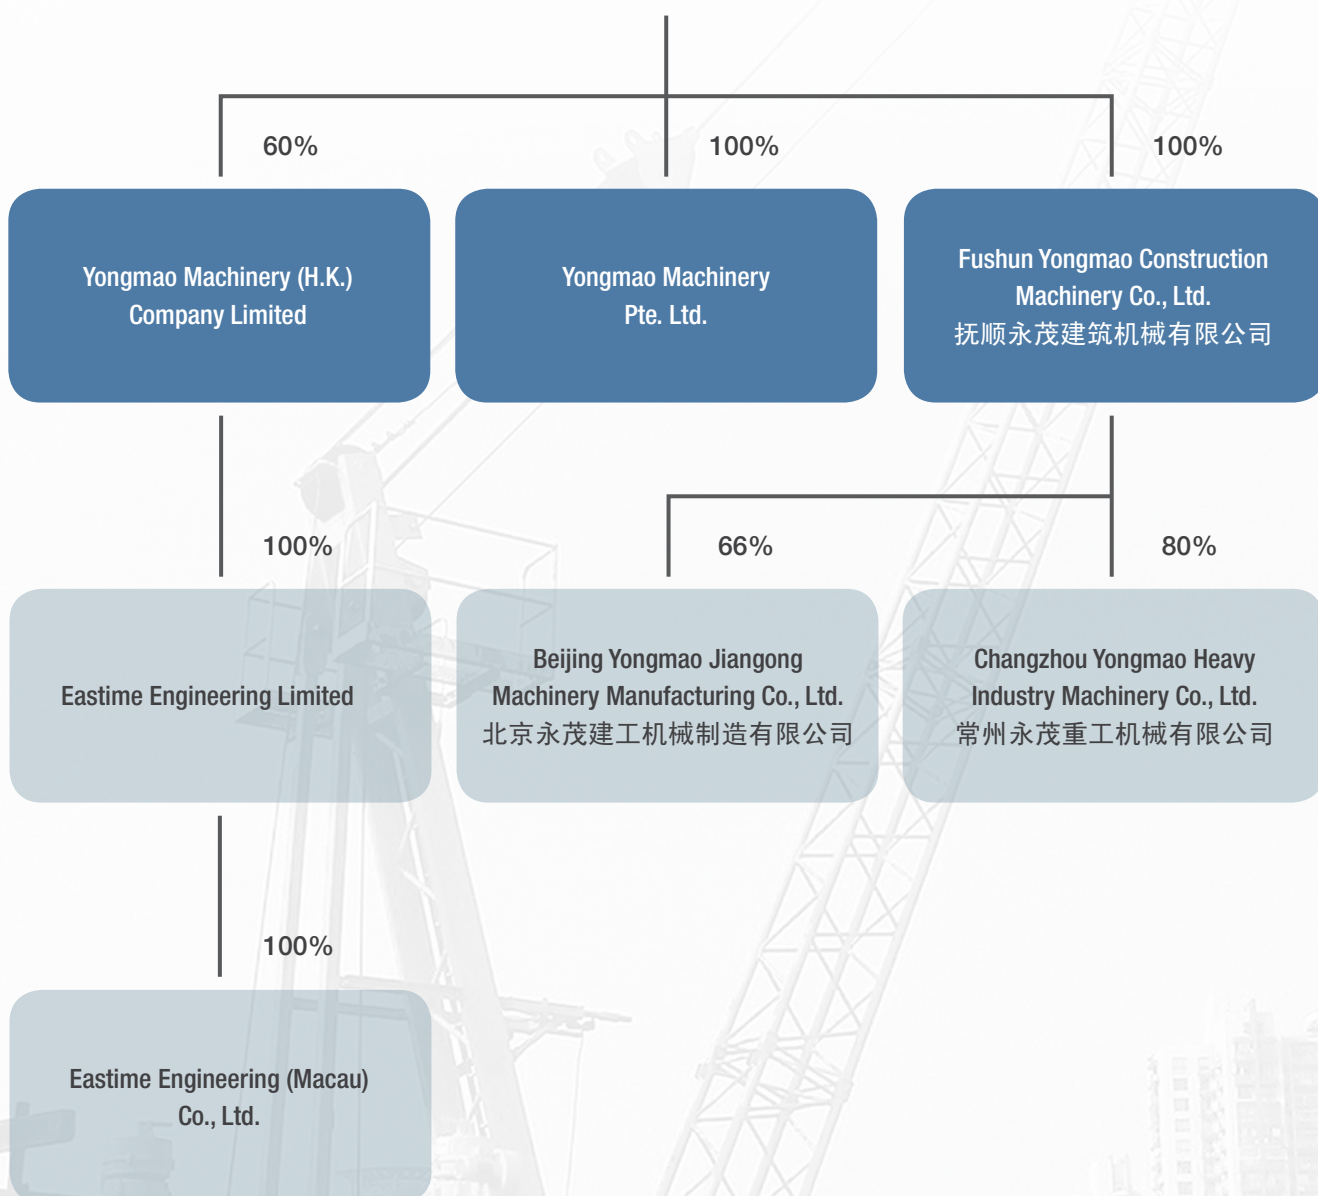 60%
100%
100%
Yongmao Machinery (H.K.)
Company Limited
Yongmao Machinery
Pte. Ltd.
Fushun Yongmao Construction
Machinery Co., Ltd.
抚顺永茂建筑机械有限公司
100%
66%
80%
Eastime Engineering Limited
Beijing Yongmao Jiangong
Machinery Manufacturing Co., Ltd.
北京永茂建工机械制造有限公司
Changzhou Yongmao Heavy
Industry Machinery Co., Ltd.
常州永茂重工机械有限公司
100%
Eastime Engineering (Macau)
Co., Ltd.